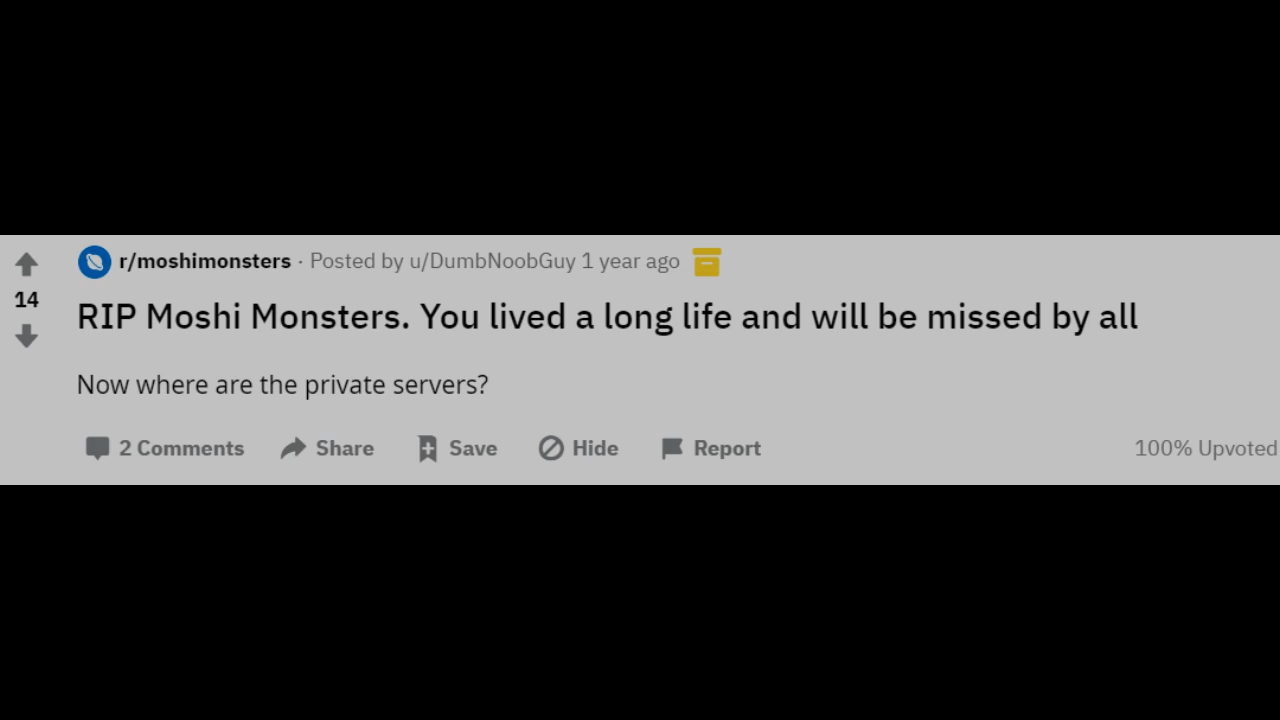 r/moshimonsters · Posted by u/DumbNoobGuy 1 year ago
14
RIP Moshi Monsters. You lived a long life and will be missed by all
Now where are the private servers?
2 Comments Share Save Hide Report 100% Upvoted